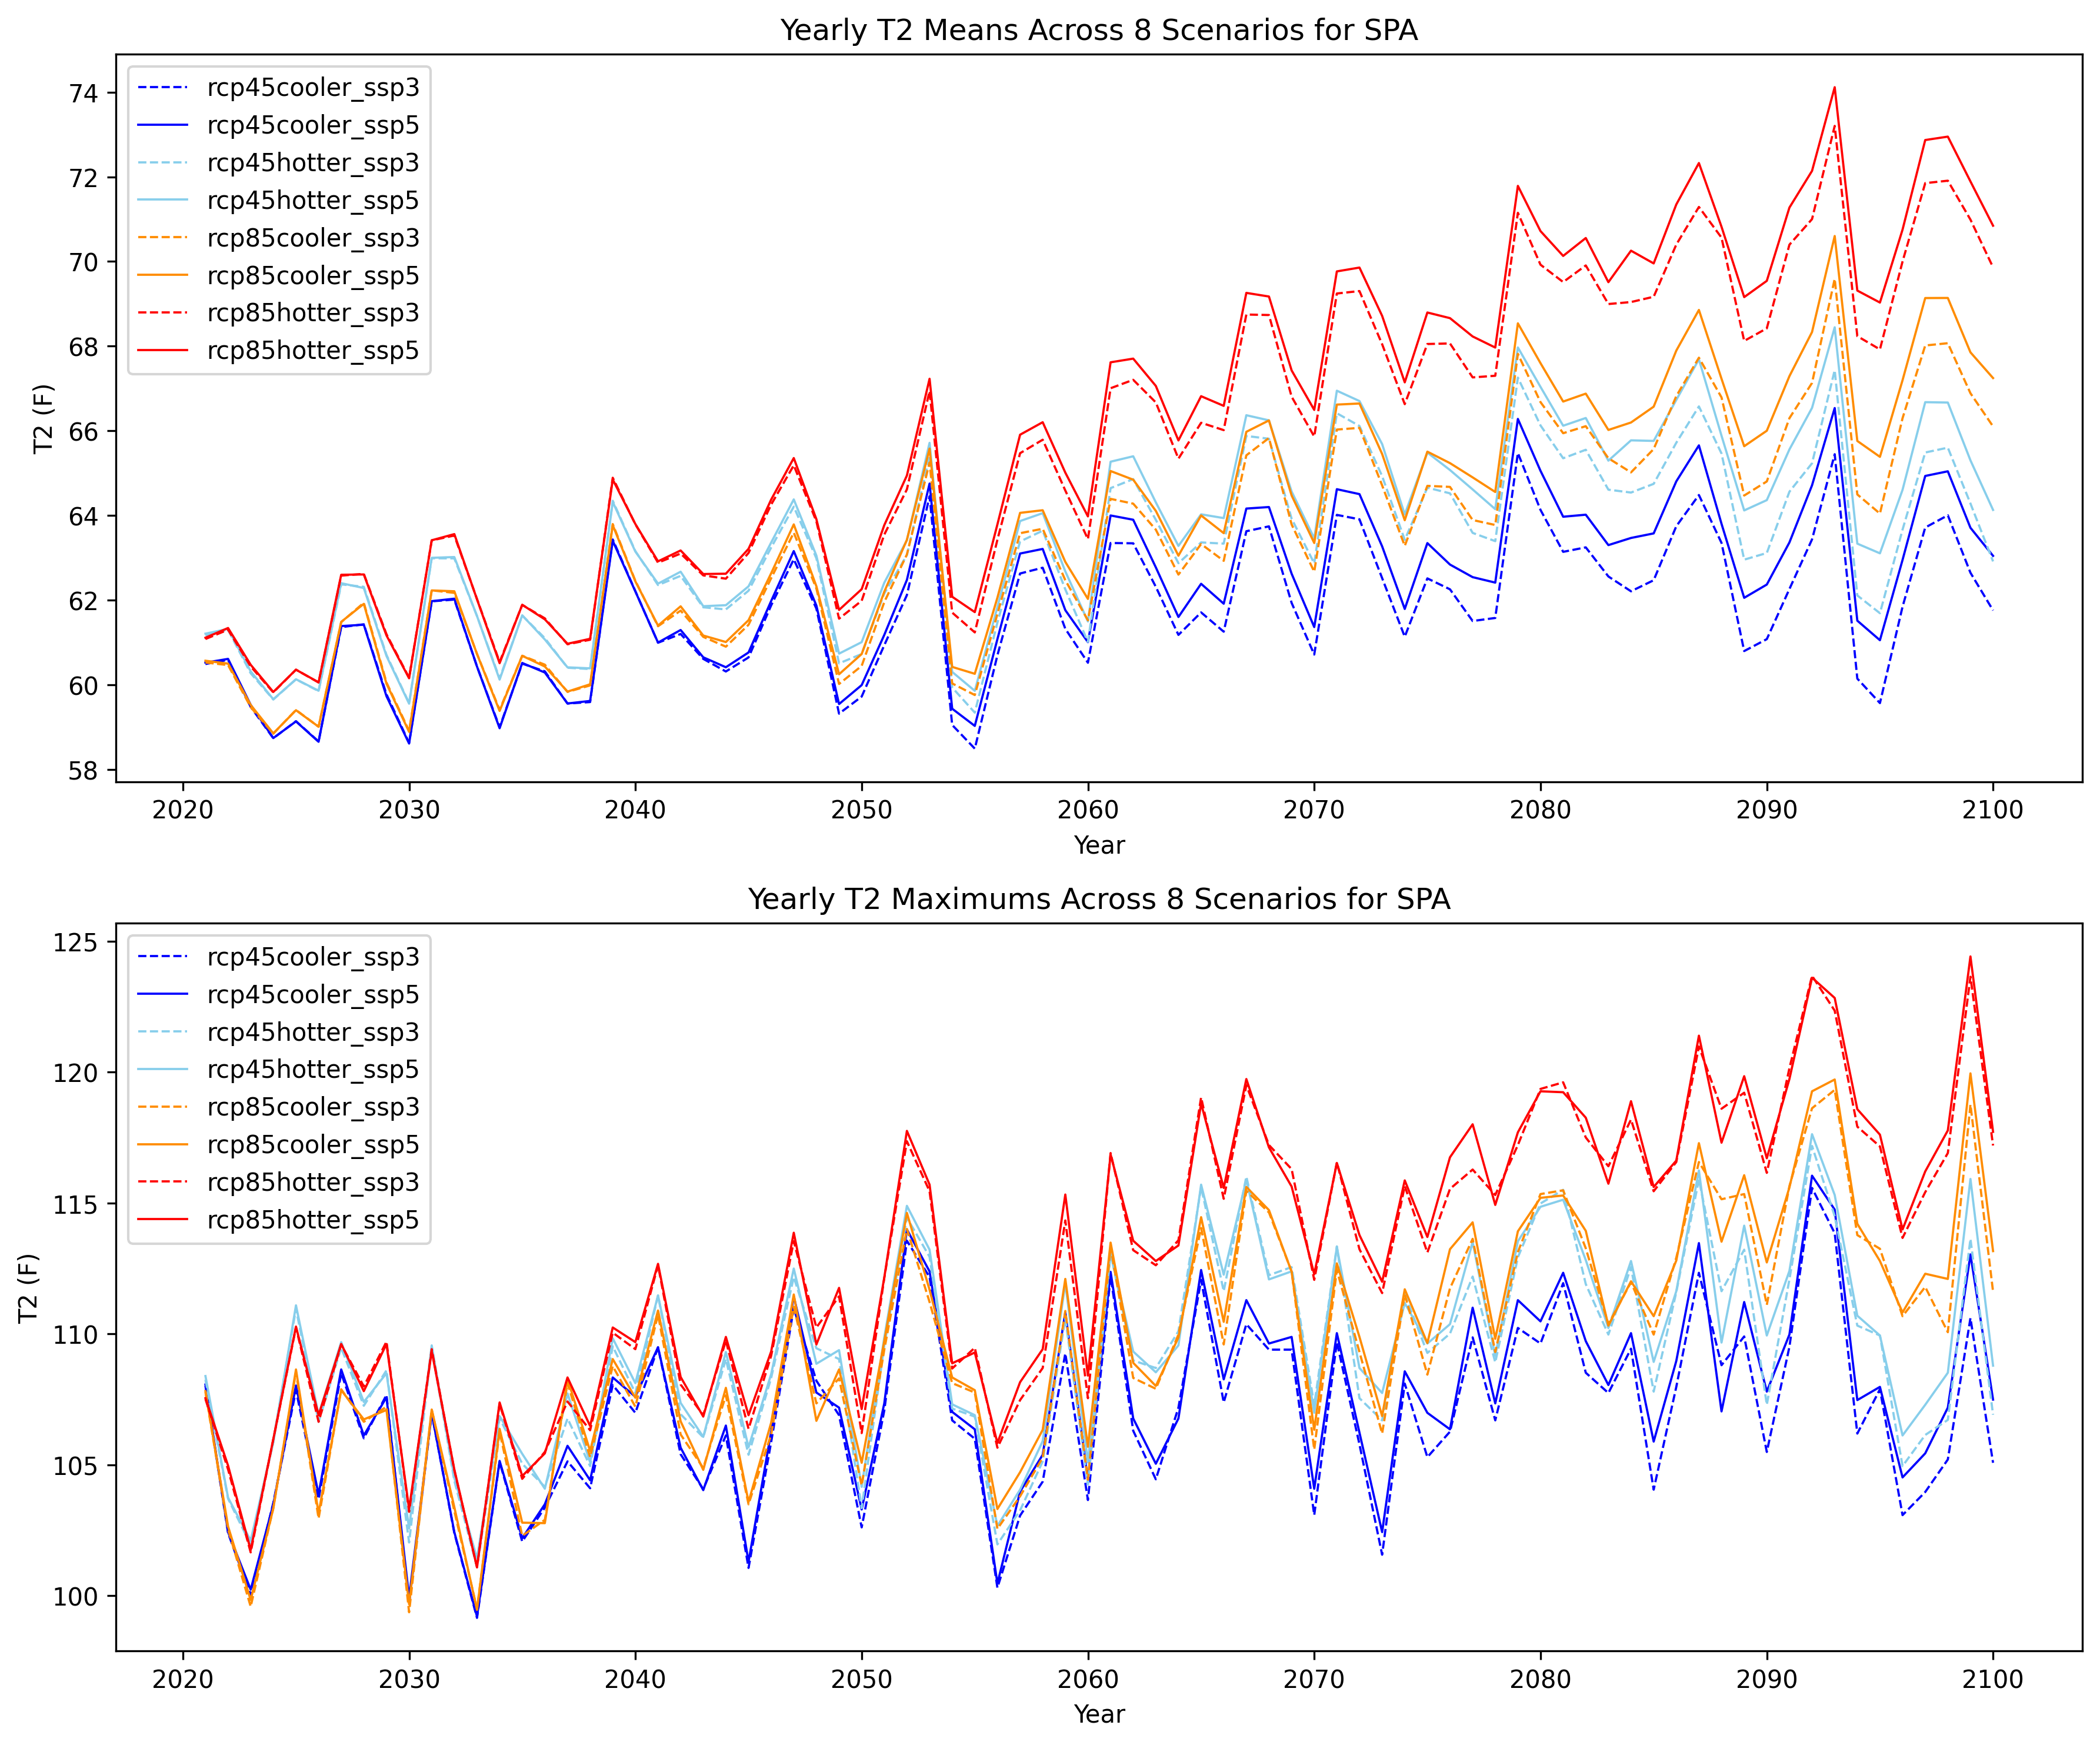 Yearly T2 Means Across 8 Scenarios for SPA
rcp45cooler_ssp3
rcp45cooler_ssp5
rcp45hotter_ssp3
rcp45hotter_ssp5
rcp85cooler_ssp3
rcp85cooler_ssp5
rcp85hotter_ssp3
rcp85hotter_ssp5
T2 (F)
74
72
70
68
66
64
62
60
58
2020 2030 2040 2050 2060 2070 2080 2090 2100
Year
Yearly T2 Maximums Across 8 Scenarios for SPA
rcp45cooler_ssp3
rcp45cooler_ssp5
rcp45hotter_ssp3
rcp45hotter_ssp5
rcp85cooler_ssp3
rcp85cooler_ssp5
rcp85hotter_ssp3
rcp85hotter_ssp5
T2 (F)
125
120
115
110
105
100
2020 2030 2040 2050 2060 2070 2080 2090 2100
Year